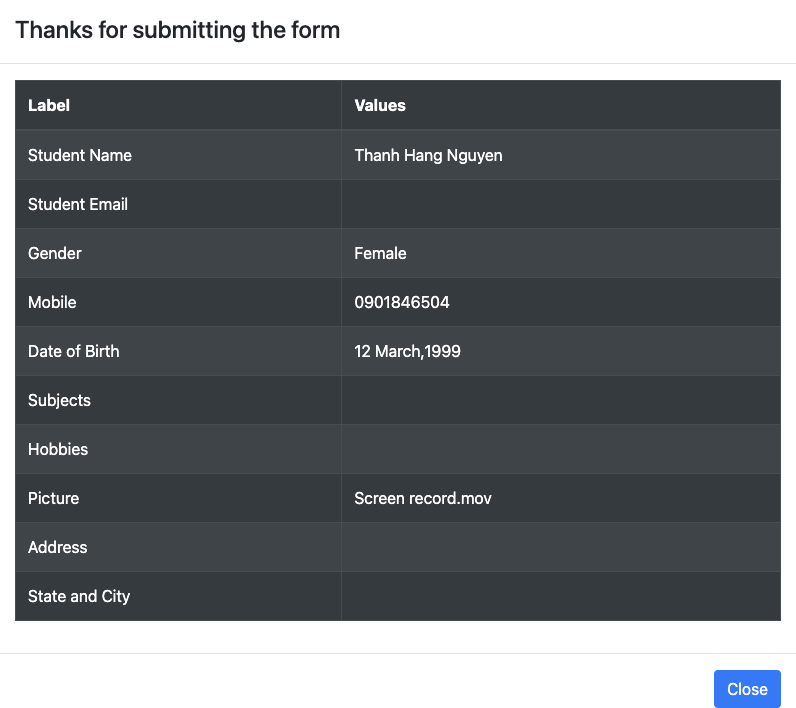 Thanks for submitting the form
Label Values
Student Name Thanh Hang Nguyen
Student Email
Gender Female
Mobile 0901846504
Date of Birth 12 March,1999
Subjects
Hobbies
Picture Screen record.mov
Address
State and City
Close